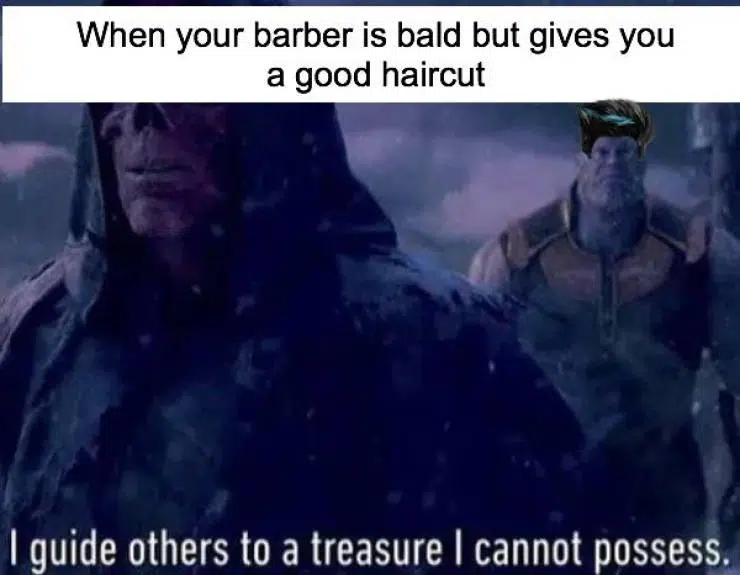 When your barber is bald but gives you
a good haircut
I guide others to a treasure I cannot possess.